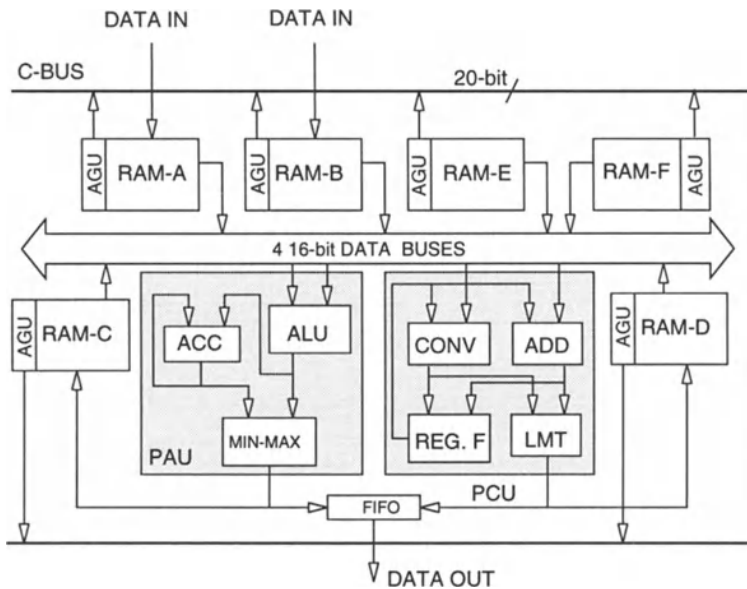 DATA IN
DATA IN
C-BUS
20-bit
AGU
RAM-A
AGU
RAM-B
AGU
RAM-E
RAM-F
AGU
4 16-bit DATA BUSES
AGU
RAM-C
ACC
ALU
CONV
ADD
AGU
RAM-D
MIN-MAX
REG. F
LMT
PAU
PCU
FIFO
DATA OUT